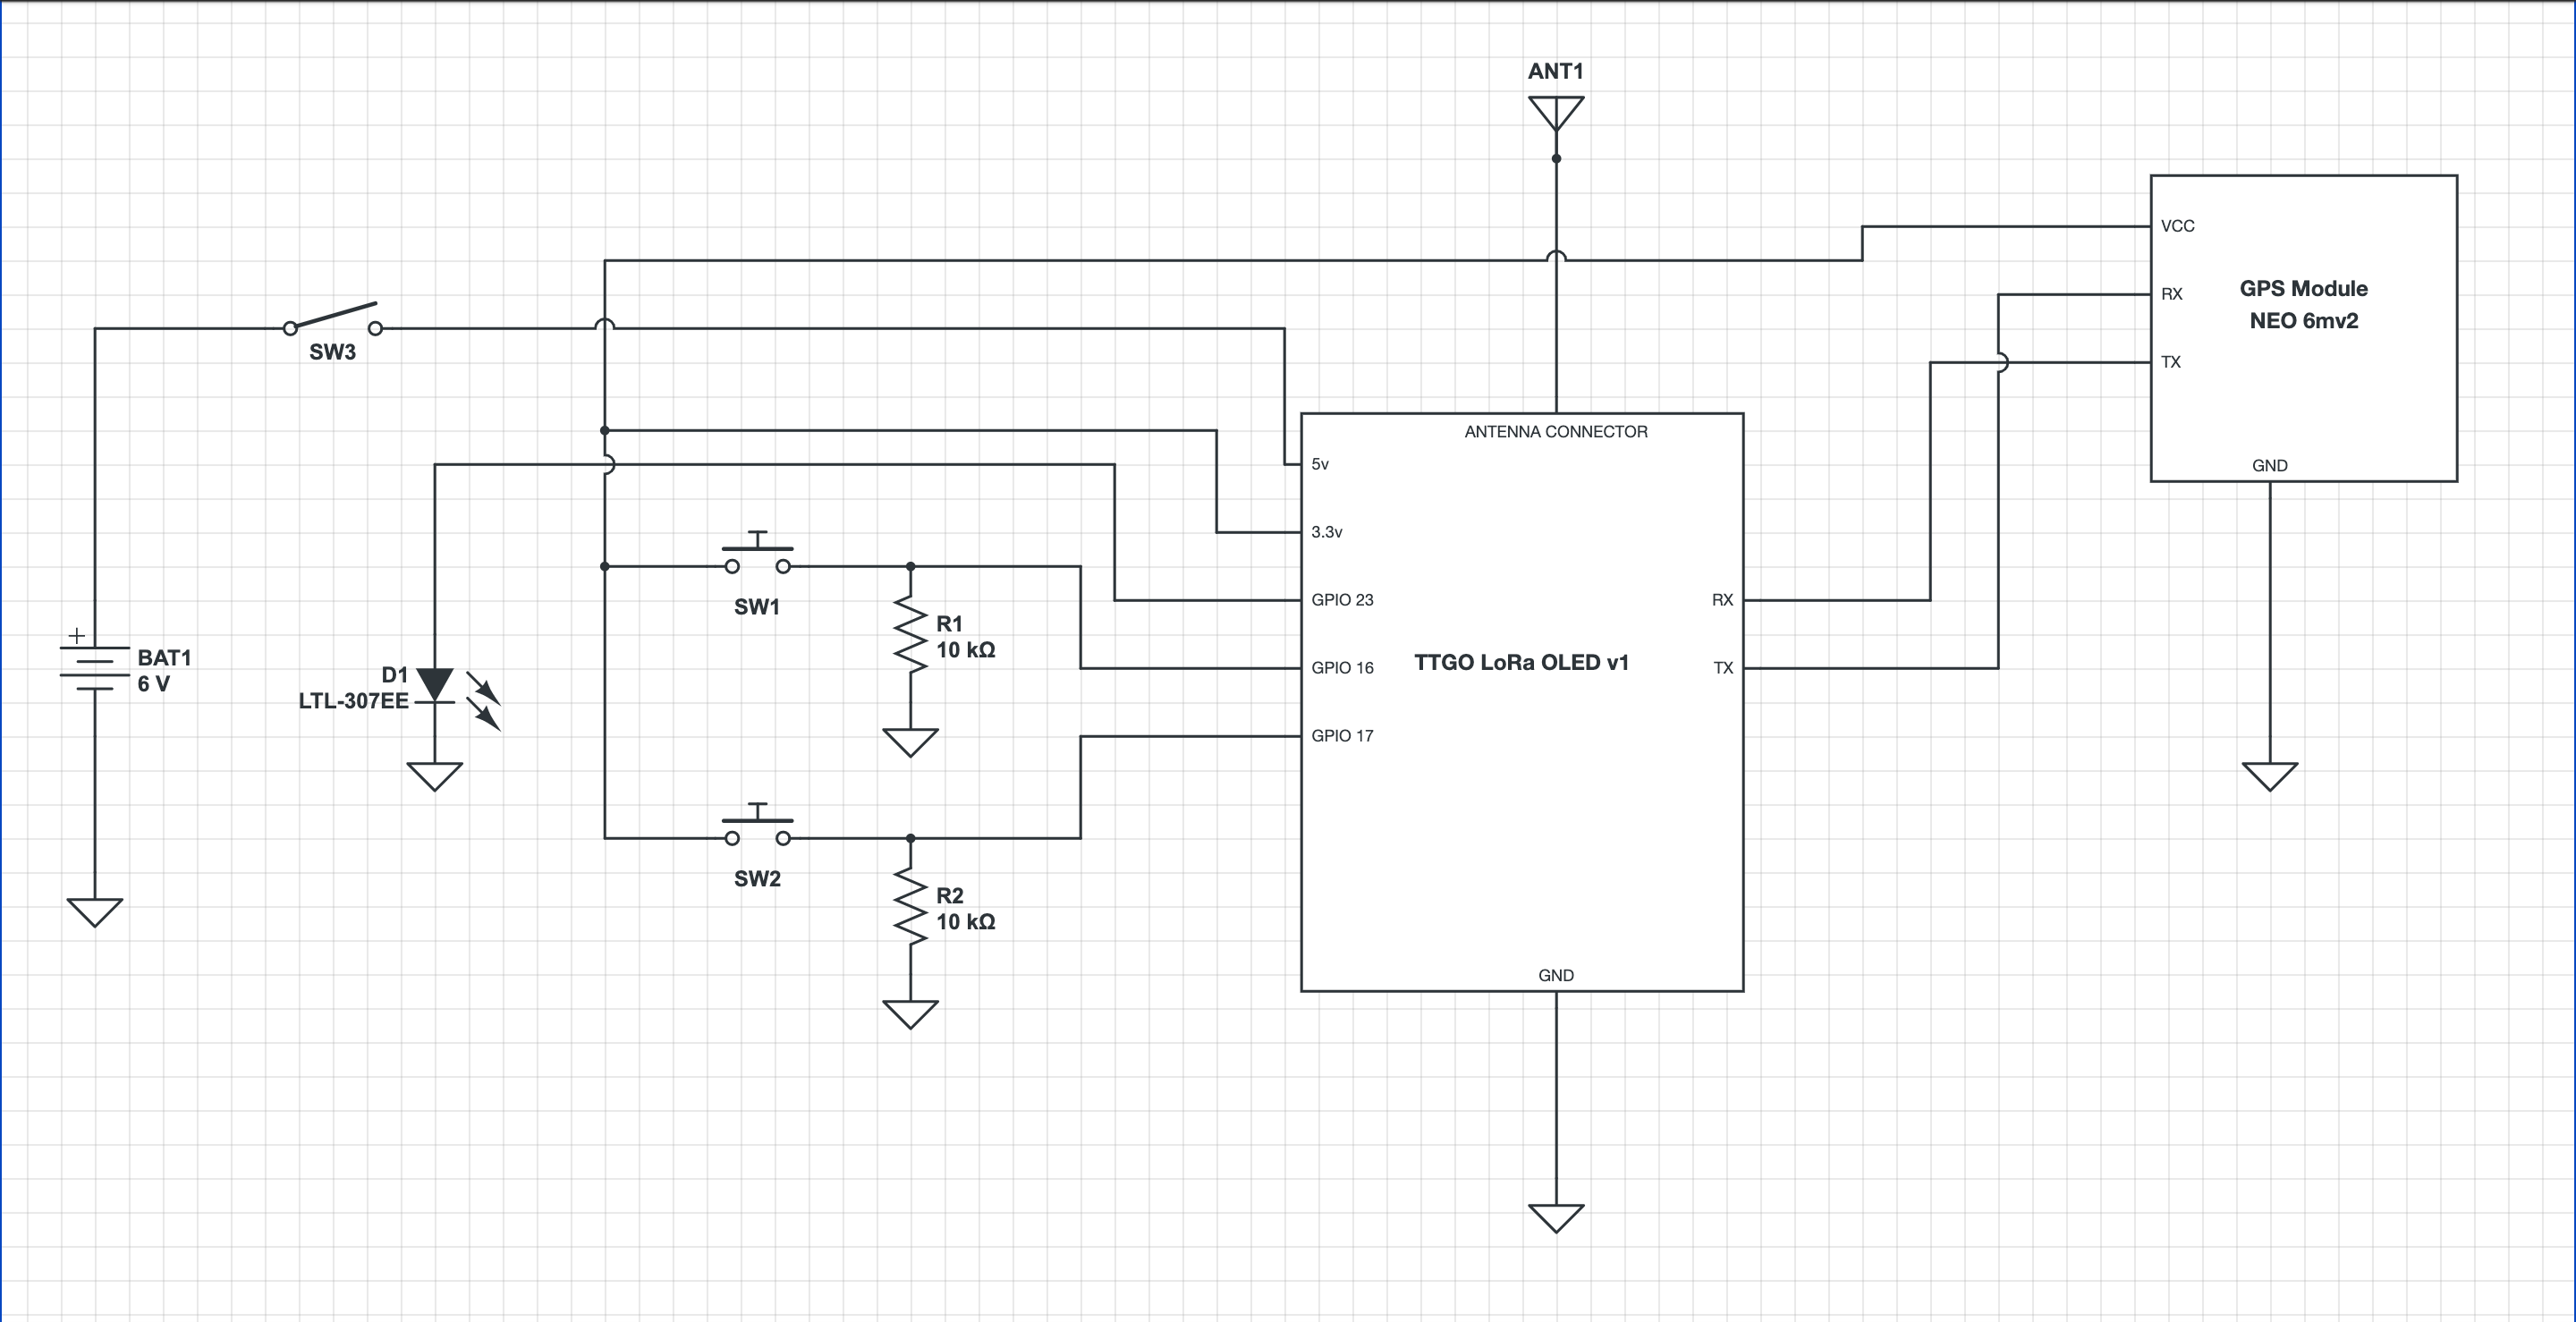 ANT1
VCC
RX
TX
GPS Module
NEO 6mv2
GND
SW3
ANTENNA CONNECTOR
5v
3.3v
GPIO 23
GPIO 16
GPIO 17
RX
TX
TTGO LoRa OLED v1
GND
SW1
R1
10 kΩ
+
BAT1
6 V
D1
LTL-307EE
SW2
R2
10 kΩ